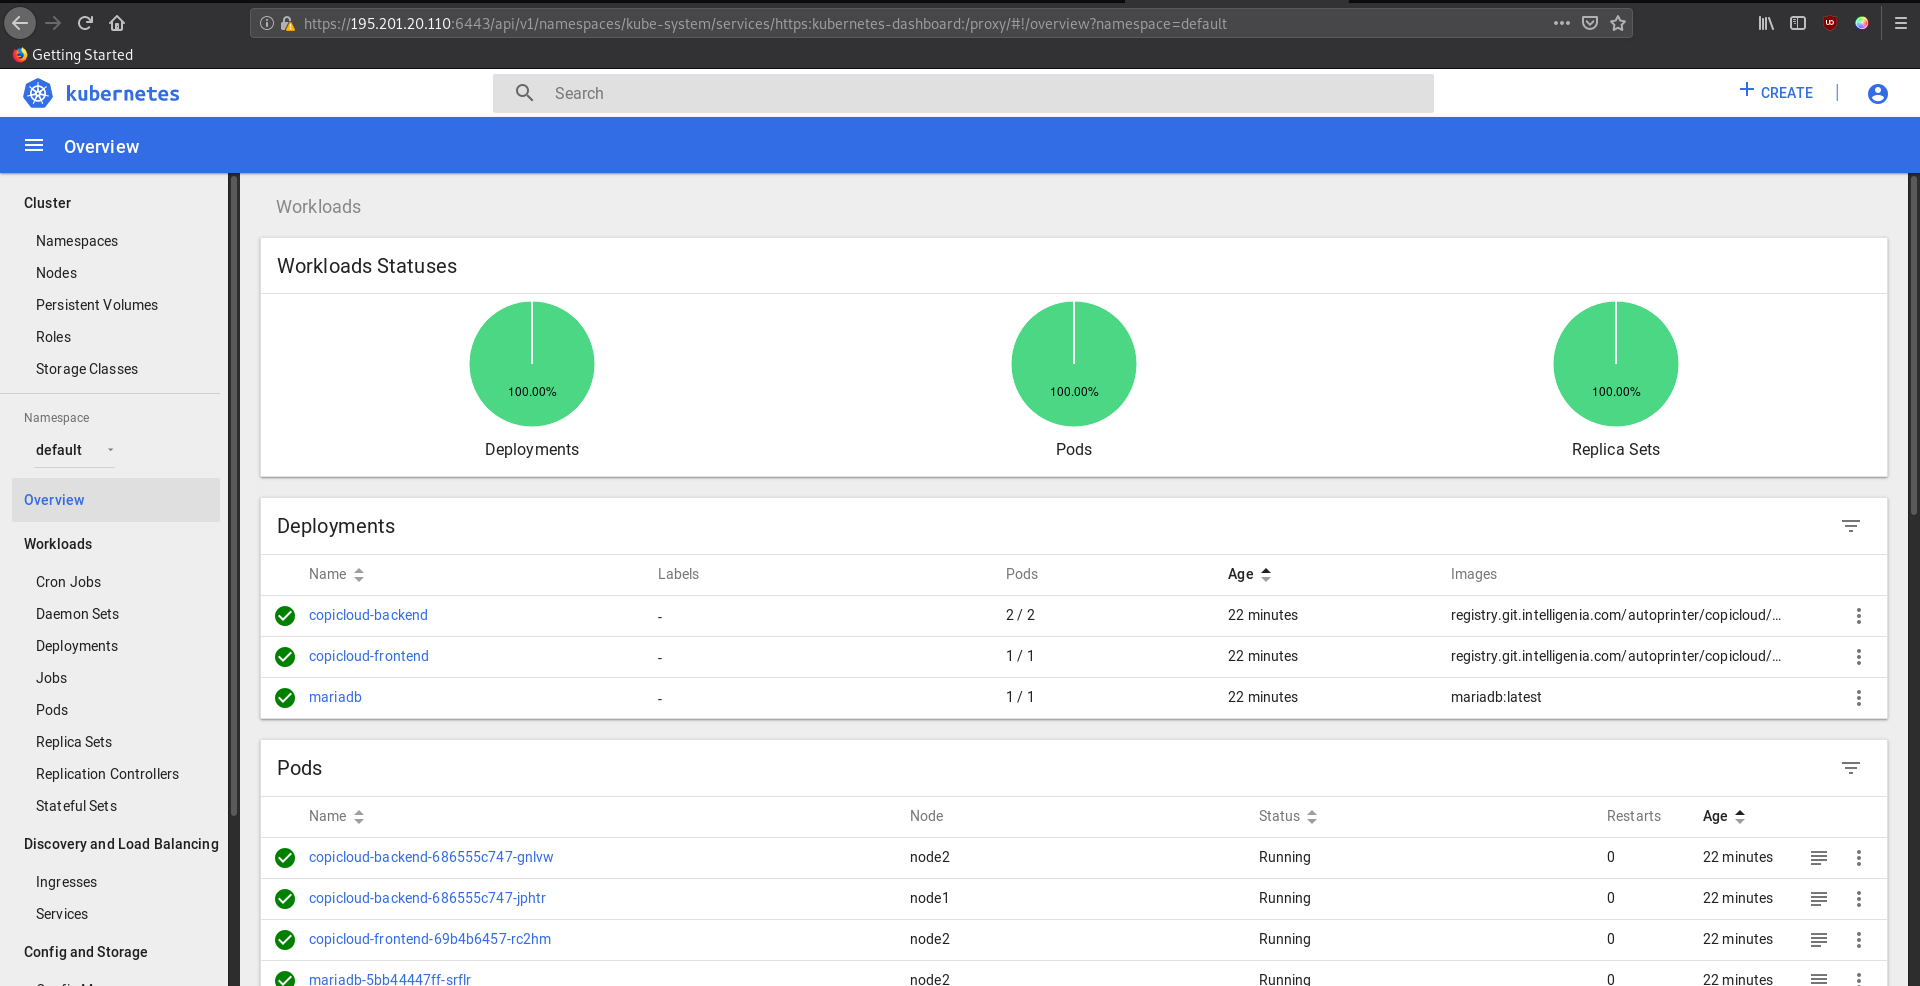 https://195.201.20.110:6443/api/v1/namespaces/kube-system/services/https:kubernetes-dashboard:/proxy/#!/overview?namespace=default
Getting Started
kubernetes
Search
CREATE
Overview
Cluster
Namespaces
Nodes
Persistent Volumes
Roles
Storage Classes
Namespace
default
Overview
Workloads
Cron Jobs
Daemon Sets
Deployments
Jobs
Pods
Replica Sets
Replication Controllers
Stateful Sets
Discovery and Load Balancing
Ingresses
Services
Config and Storage
Workloads
Workloads Statuses
100.00% 100.00% 100.00%
Deployments Pods Replica Sets
Deployments
Name Labels Pods Age Images
copicloud-backend - 2 / 2 22 minutes registry.git.intelligenia.com/autoprinter/copicloud/...
copicloud-frontend - 1 / 1 22 minutes registry.git.intelligenia.com/autoprinter/copicloud/...
mariadb - 1 / 1 22 minutes mariadb:latest
Pods
Name Node Status Restarts Age
copicloud-backend-686555c747-gnlvw node2 Running 0 22 minutes
copicloud-backend-686555c747-jphtr node1 Running 0 22 minutes
copicloud-frontend-69b4b6457-rc2hm node2 Running 0 22 minutes
mariadb-5bb44447ff-srflr node2 Running 0 22 minutes